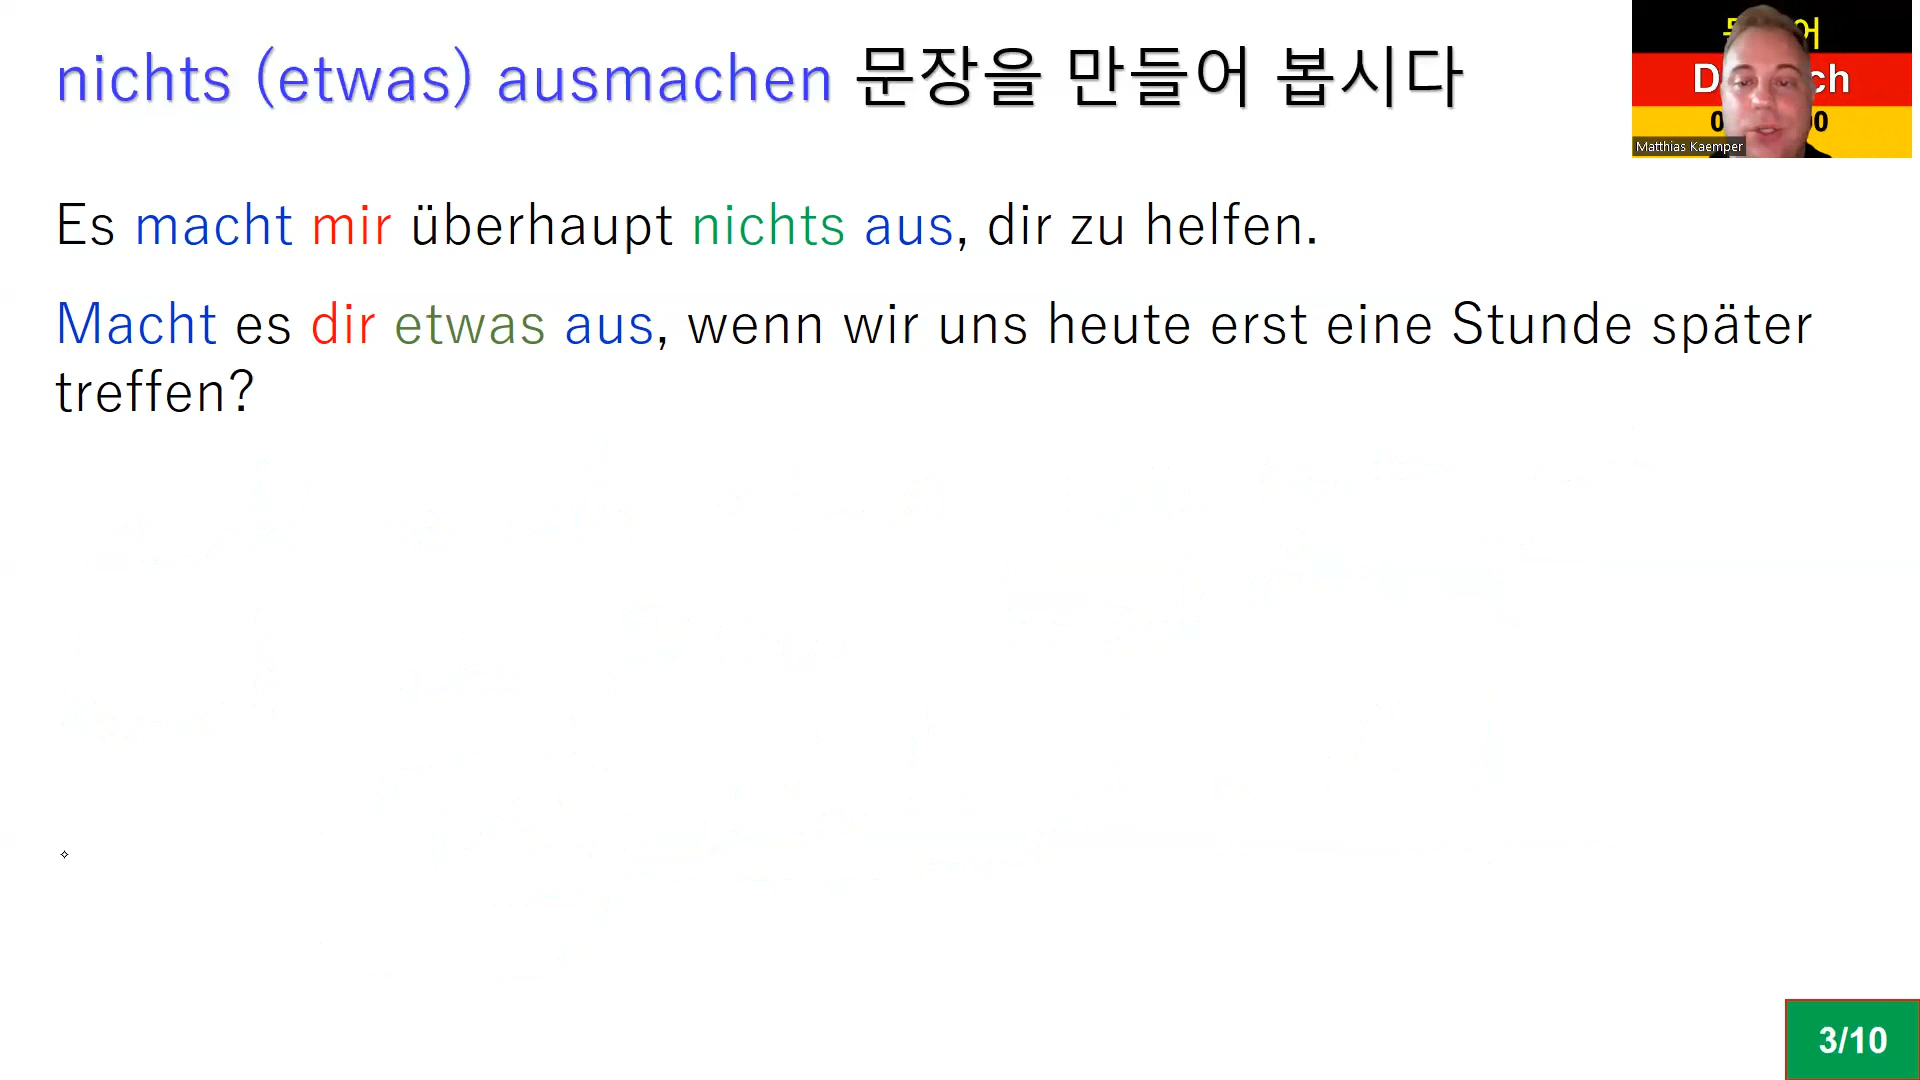 nichts (etwas) ausmachen 문장을 만들어 봅시다
Es macht mir überhaupt nichts aus, dir zu helfen.
Macht es dir etwas aus, wenn wir uns heute erst eine Stunde später
treffen?
Matthias Kaemper
3/10